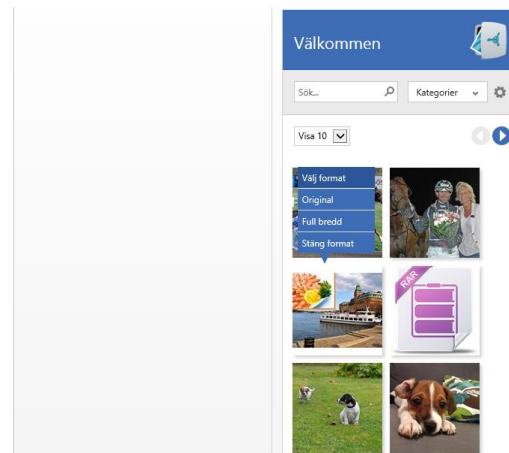 Välkommen
Sök...
Kategorier
Visa 10
Välj format
Original
Full bredd
Stäng format
RAR